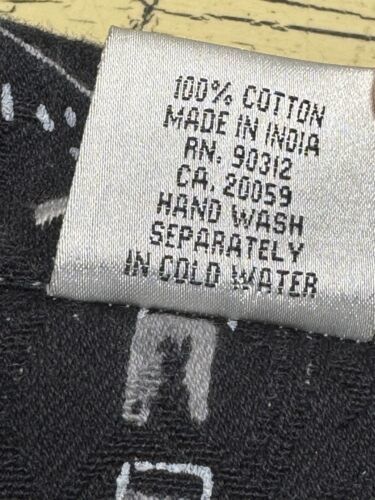 100% COTTON
MADE IN INDIA
RN. 90312
CA. 20059
HAND WASH
SEPARATELY
IN COLD WATER